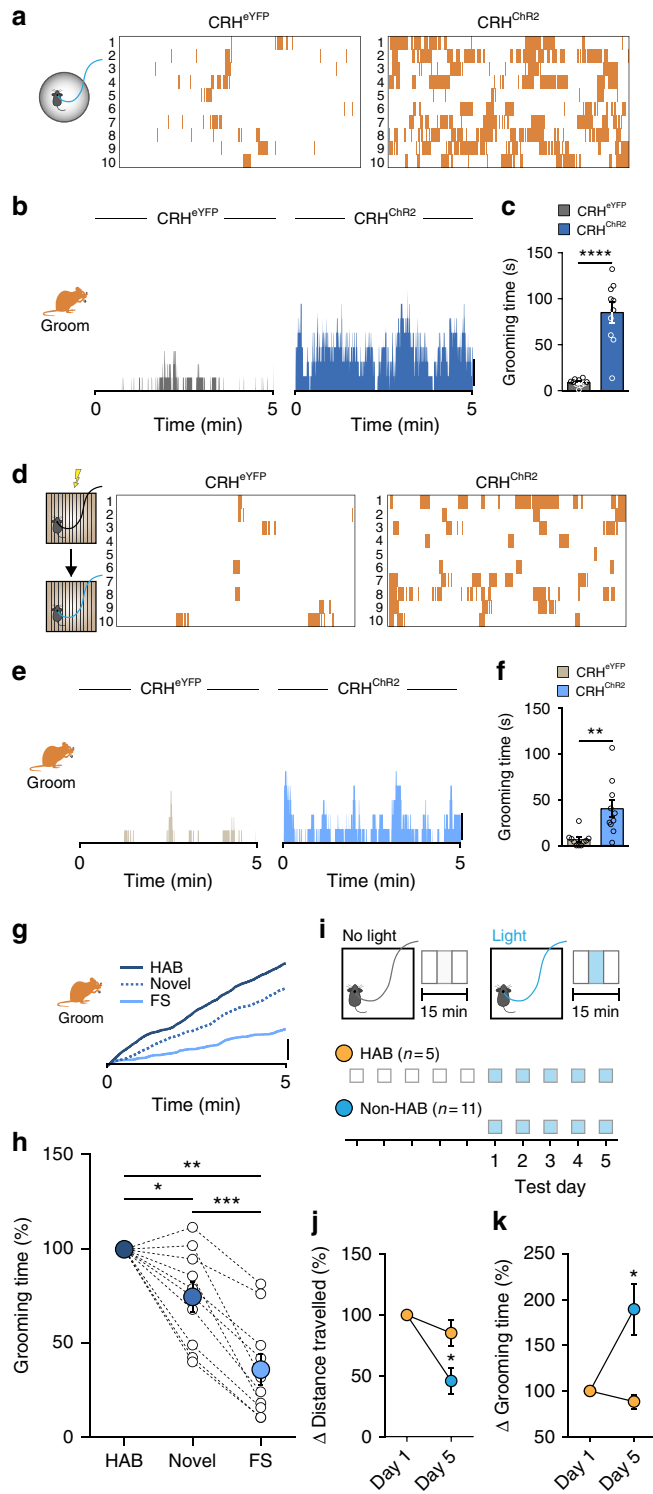 a
CRH^eYFP
CRH^ChR2
1
2
3
4
5
6
7
8
9
10
1
2
3
4
5
6
7
8
9
10
b
CRH^eYFP
CRH^ChR2
Groom
0
5
0
5
Time (min)
Time (min)
c
CRH^eYFP
CRH^ChR2
Grooming time (s)
150
100
50
0
****
d
CRH^eYFP
CRH^ChR2
1
2
3
4
5
6
7
8
9
10
1
2
3
4
5
6
7
8
9
10
e
CRH^eYFP
CRH^ChR2
Groom
0
5
0
5
Time (min)
Time (min)
f
CRH^eYFP
CRH^ChR2
Grooming time (s)
150
100
50
0
**
g
HAB
Novel
FS
Groom
0
5
Time (min)
h
Grooming time (%)
150
100
50
0
**
*
***
HAB
Novel
FS
i
No light
Light
15 min
15 min
HAB (n=5)
Non-HAB (n=11)
1 2 3 4 5
Test day
j
Δ Distance travelled (%)
150
100
50
0
*
Day 1
Day 5
k
Δ Grooming time (%)
250
200
150
100
50
*
Day 1
Day 5